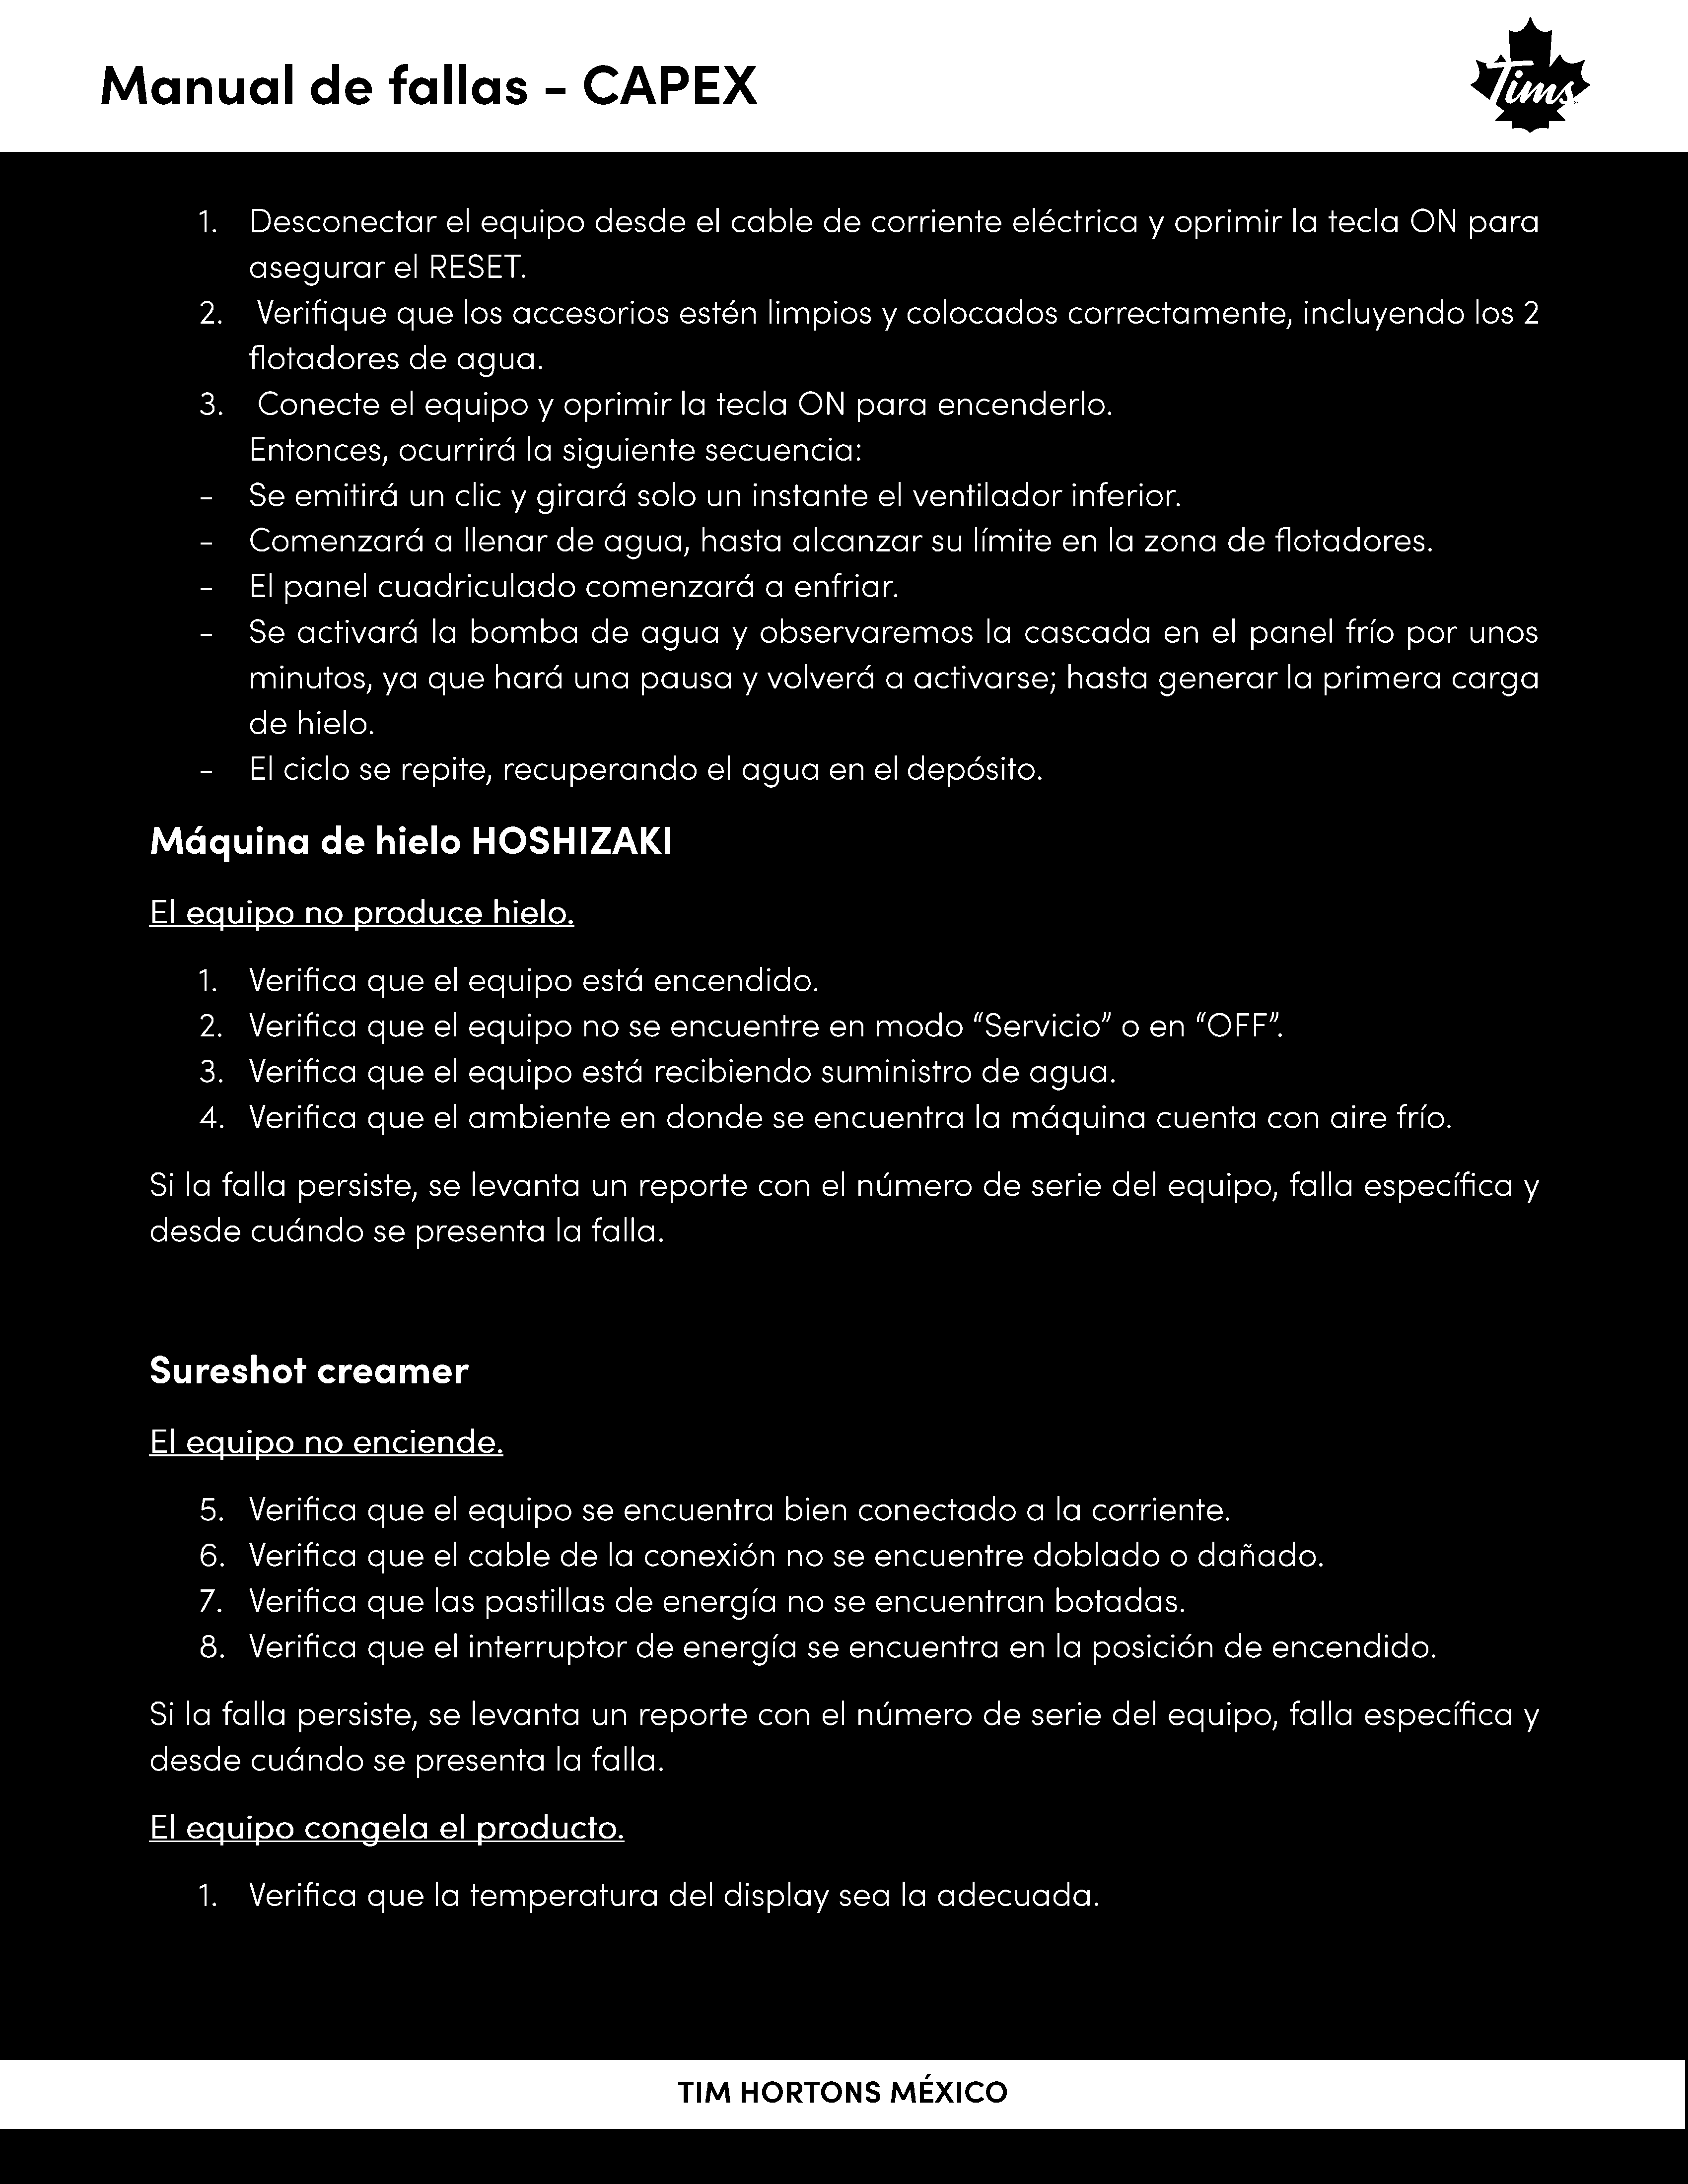 Manual de fallas - CAPEX
Tims
1. Desconectar el equipo desde el cable de corriente eléctrica y oprimir la tecla ON para
asegurar el RESET.
2. Verifique que los accesorios estén limpios y colocados correctamente, incluyendo los 2
flotadores de agua.
3. Conecte el equipo y oprimir la tecla ON para encenderlo.
Entonces, ocurrirá la siguiente secuencia:
- Se emitirá un clic y girará solo un instante el ventilador inferior.
- Comenzará a llenar de agua, hasta alcanzar su límite en la zona de flotadores.
- El panel cuadriculado comenzará a enfriar.
- Se activará la bomba de agua y observaremos la cascada en el panel frío por unos
minutos, ya que hará una pausa y volverá a activarse; hasta generar la primera carga
de hielo.
- El ciclo se repite, recuperando el agua en el depósito.
Máquina de hielo HOSHIZAKI
El equipo no produce hielo.
1. Verifica que el equipo está encendido.
2. Verifica que el equipo no se encuentre en modo “Servicio” o en “OFF”.
3. Verifica que el equipo está recibiendo suministro de agua.
4. Verifica que el ambiente en donde se encuentra la máquina cuenta con aire frío.
Si la falla persiste, se levanta un reporte con el número de serie del equipo, falla específica y
desde cuándo se presenta la falla.
Sureshot creamer
El equipo no enciende.
5. Verifica que el equipo se encuentra bien conectado a la corriente.
6. Verifica que el cable de la conexión no se encuentre doblado o dañado.
7. Verifica que las pastillas de energía no se encuentran botadas.
8. Verifica que el interruptor de energía se encuentra en la posición de encendido.
Si la falla persiste, se levanta un reporte con el número de serie del equipo, falla específica y
desde cuándo se presenta la falla.
El equipo congela el producto.
1. Verifica que la temperatura del display sea la adecuada.
TIM HORTONS MÉXICO